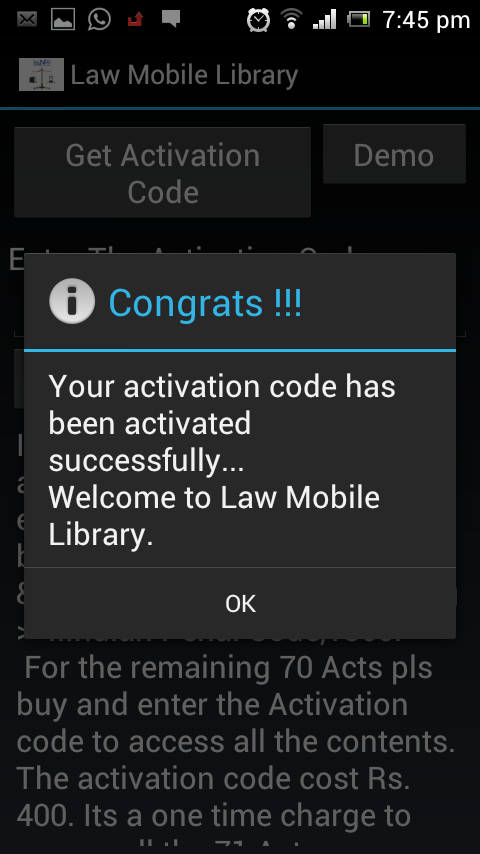 7:45 pm
Law Mobile Library
Get Activation
Code
Demo
Congrats !!!
Your activation code has
been activated
successfully...
Welcome to Law Mobile
Library.
OK
For the remaining 70 Acts pls
buy and enter the Activation
code to access all the contents.
The activation code cost Rs.
400. Its a one time charge to